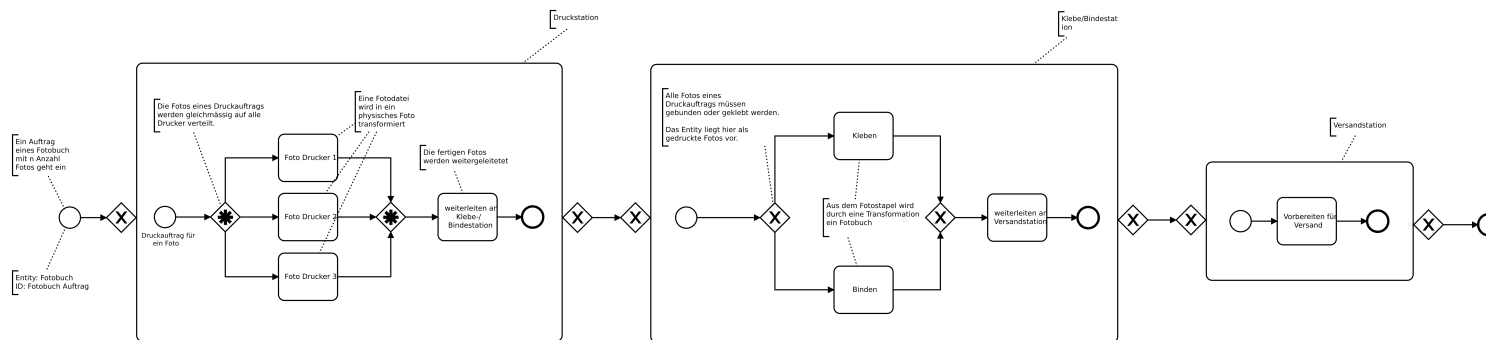 Druckstation
Klebe/Bindestat
ion
Versandstation
Ein Auftrag
eines Fotobuch
mit n Anzahl
Fotos geht ein
Entity: Fotobuch
ID: Fotobuch Auftrag
Die Fotos eines Druckauftrags
werden gleichmässig auf alle
Drucker verteilt.
Eine Fotodatei
wird in ein
physisches Foto
transformiert
Druckauftrag für
ein Foto
Foto Drucker 1
Foto Drucker 2
Foto Drucker 3
Die fertigen Fotos
werden weitergeleitetet
weiterleiten an
Klebe-/
Bindestation
Alle Fotos eines
Druckauftrags müssen
gebunden oder geklebt werden.
Das Entity liegt hier als
gedruckte Fotos vor.
Kleben
Aus dem Fotostapel wird
durch eine Transformation
ein Fotobuch
Binden
weiterleiten an
Versandstation
Vorbereiten für
Versand